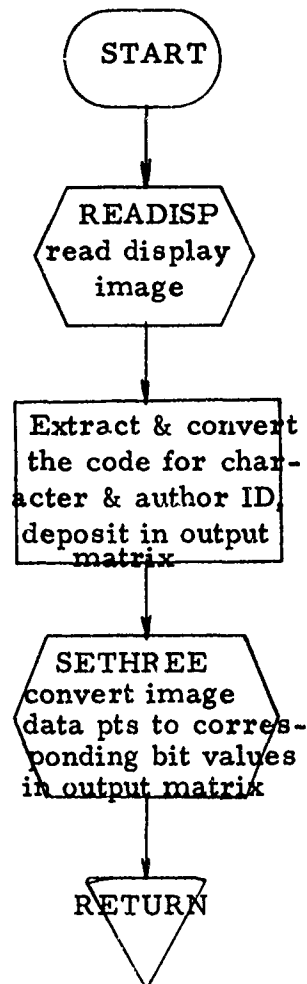 START
READISP
read display
image
Extract & convert
the code for char-
acter & author ID,
deposit in output
matrix
SETHREE
convert image
data pts to corres-
ponding bit values
in output matrix
RETURN